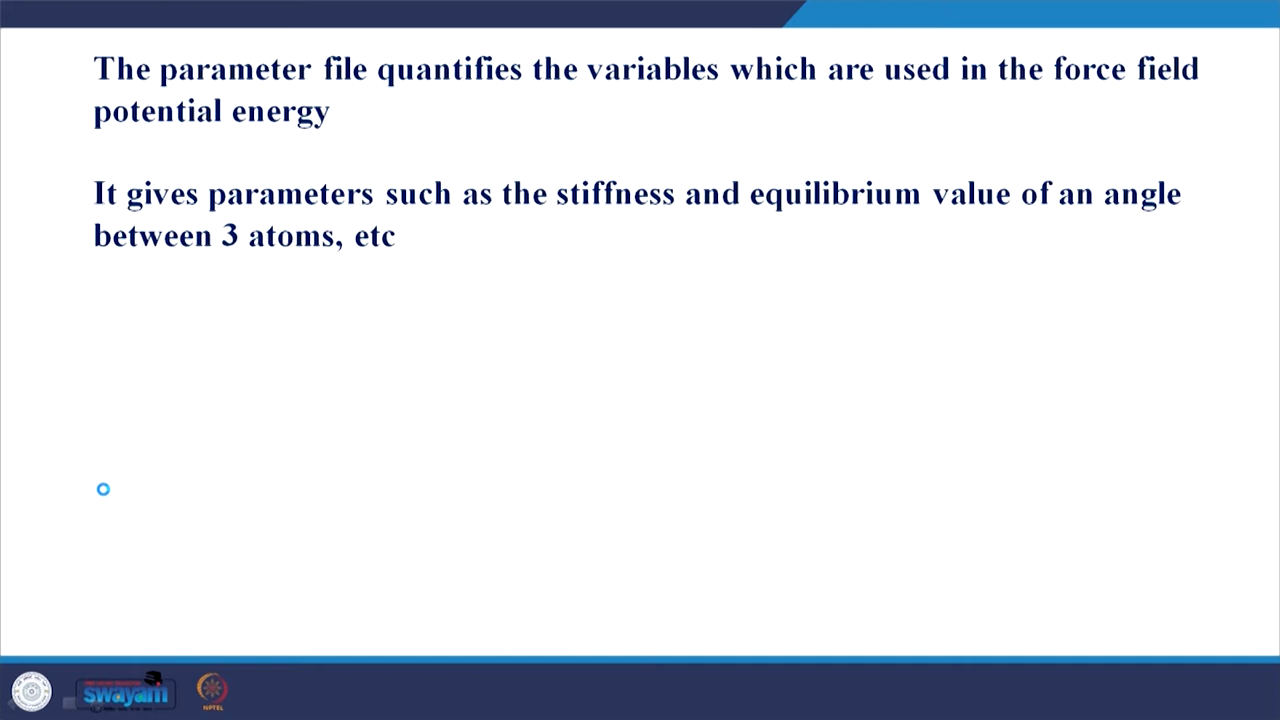 The parameter file quantifies the variables which are used in the force field
potential energy
It gives parameters such as the stiffness and equilibrium value of an angle
between 3 atoms, etc
swayam
NPTEL